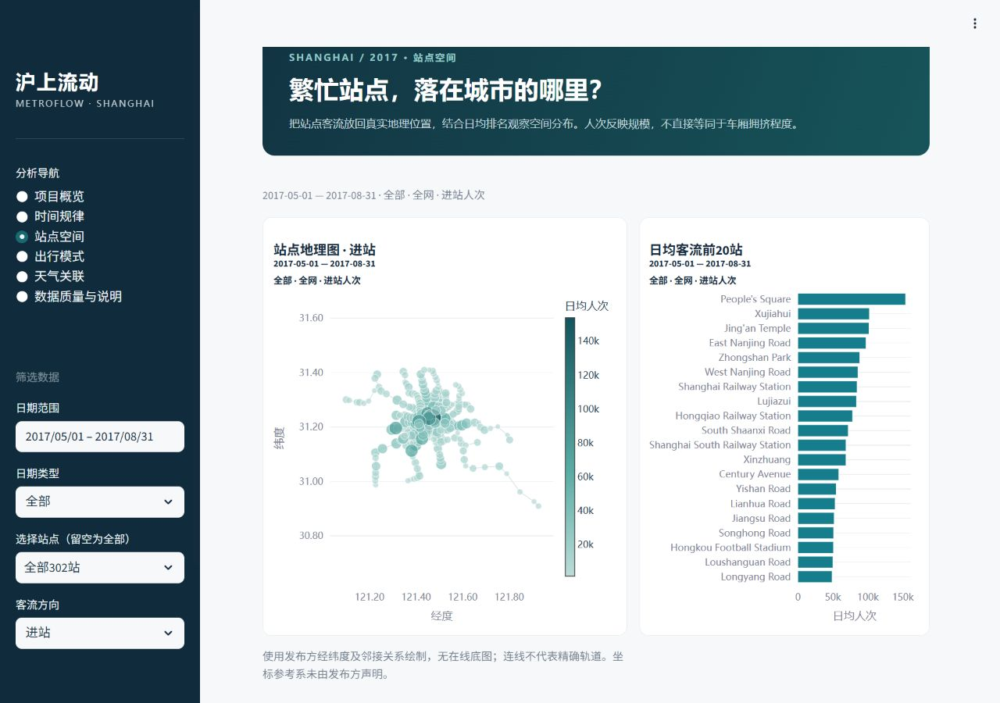 沪上流动
METROFLOW · SHANGHAI
分析导航
项目概览
时间规律
站点空间
出行模式
天气关联
数据质量与说明
筛选数据
日期范围
2017/05/01 – 2017/08/31
日期类型
全部
选择站点（留空为全部）
全部302站
客流方向
进站
SHANGHAI / 2017 • 站点空间
繁忙站点，落在城市的哪里？
把站点客流放回真实地理位置，结合日均排名观察空间分布。人次反映规模，不直接等同于车厢拥挤程度。
2017-05-01 — 2017-08-31 · 全部 · 全网 · 进站人次
站点地理图 · 进站
2017-05-01 — 2017-08-31
全部 · 全网 · 进站人次
日均人次
31.60
31.40
31.20
31.00
30.80
纬度
121.20
121.40
121.60
121.80
经度
140k
120k
100k
80k
60k
40k
20k
日均客流前20站
2017-05-01 — 2017-08-31
全部 · 全网 · 进站人次
People's Square
Xujiahui
Jing'an Temple
East Nanjing Road
Zhongshan Park
West Nanjing Road
Shanghai Railway Station
Lujiazui
Hongqiao Railway Station
South Shaanxi Road
Shanghai South Railway Station
Xinzhuang
Century Avenue
Yishan Road
Lianhua Road
Jiangsu Road
Songhong Road
Hongkou Football Stadium
Loushanguan Road
Longyang Road
0
50k
100k
150k
日均人次
使用发布方经纬度及邻接关系绘制，无在线底图；连线不代表精确轨道。坐
标参考系未由发布方声明。